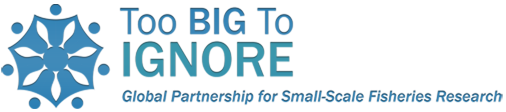 Too BIG To
IGNORE
Global Partnership for Small-Scale Fisheries Research